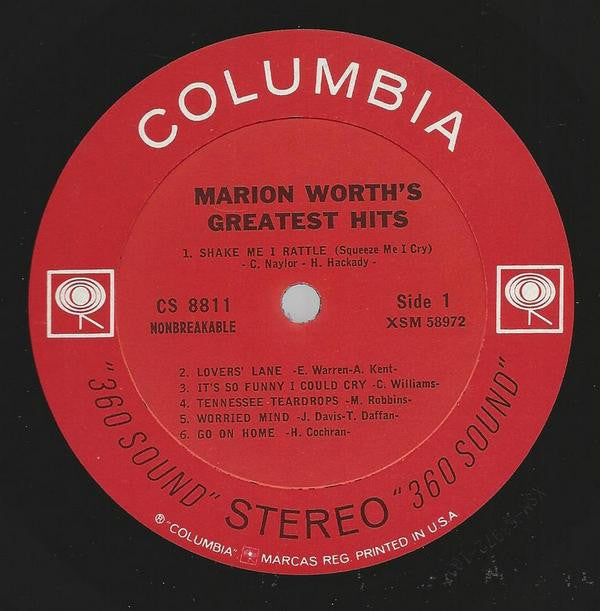 COLUMBIA
MARION WORTH'S
GREATEST HITS
1. SHAKE ME I RATTLE (Squeeze Me I Cry)
- C. Naylor - H. Hackady -
CS 8811
NONBREAKABLE
Side 1
XSM 58972
2. LOVERS' LANE -E. Warren-A. Kent-
3. IT'S SO FUNNY I COULD CRY -C. Williams-
4. TENNESSEE TEARDROPS -M. Robbins-
5. WORRIED MIND -J. Davis-T. Daffan-
6. GO ON HOME -H. Cochran-
"360 SOUND" STEREO "360 SOUND"
® "COLUMBIA" MARCAS REG. PRINTED IN U.S.A.